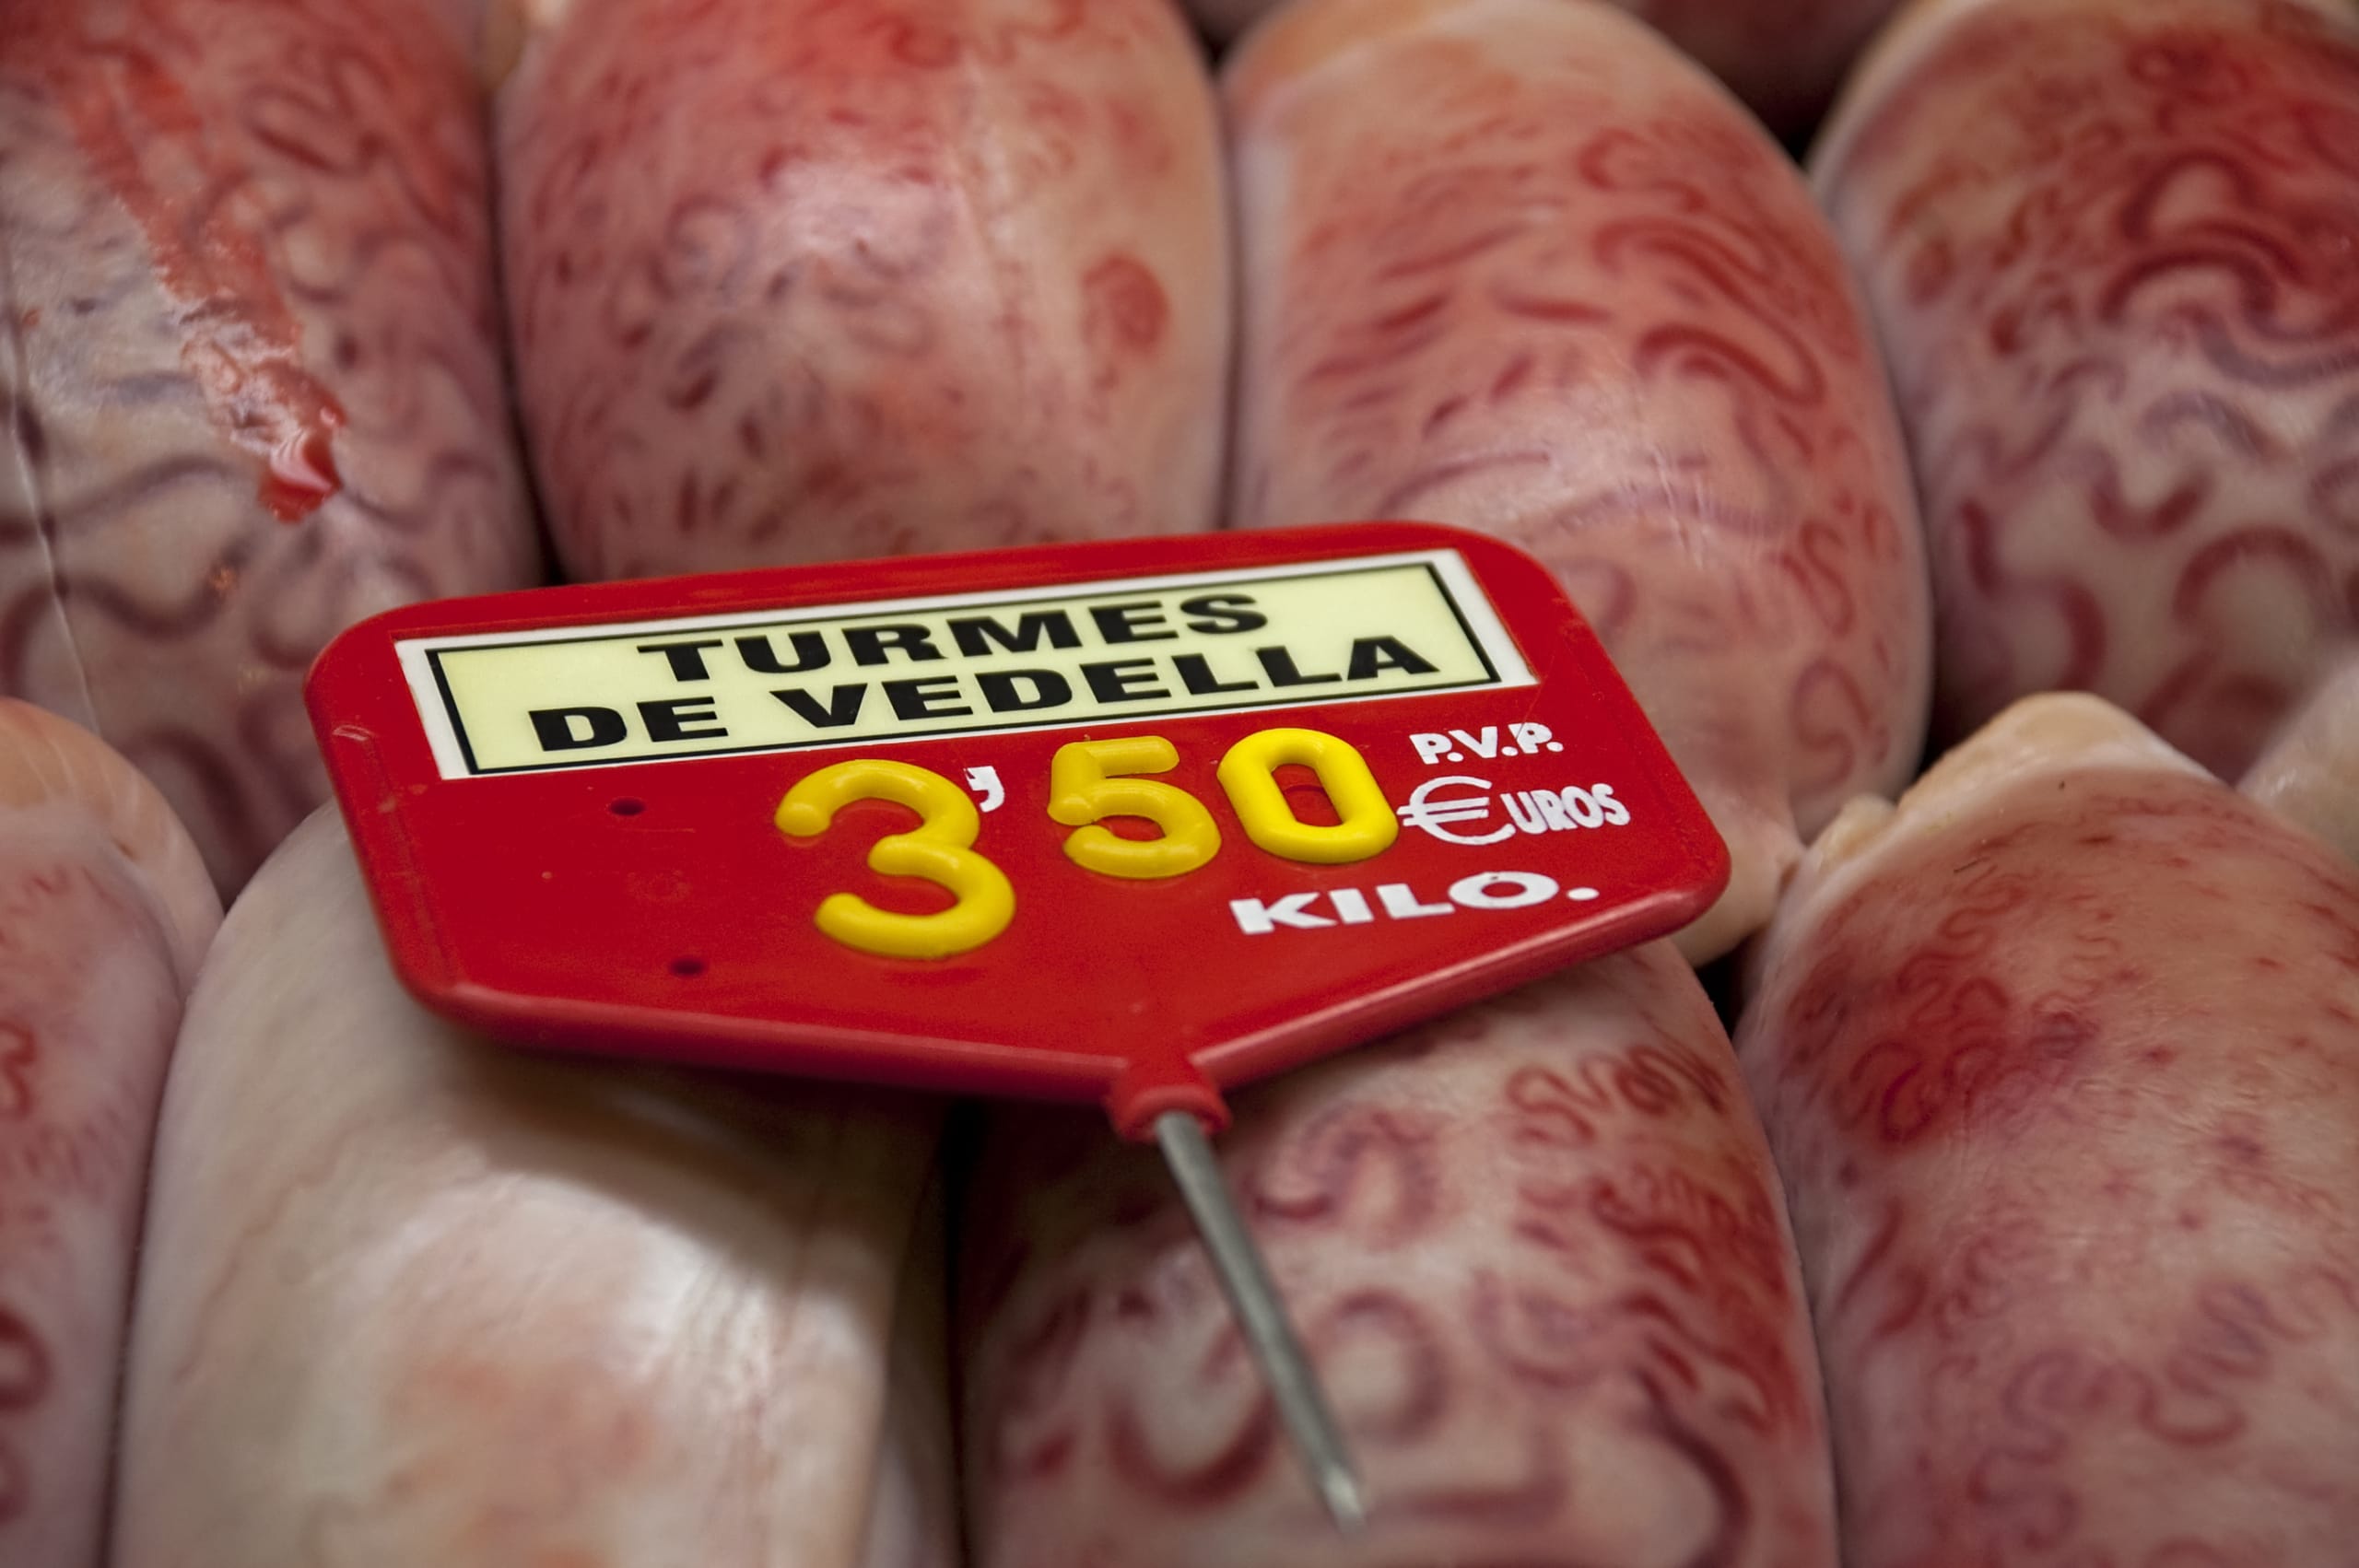 TURMES
DE VEDELLA
3'50 P.V.P.
€UROS
KILO.